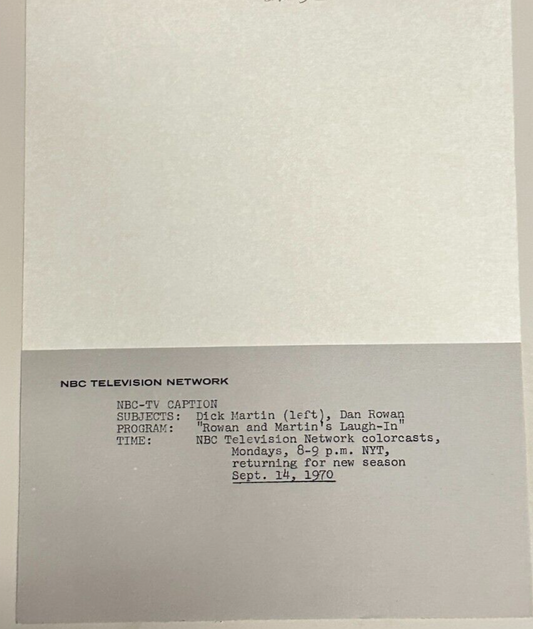 NBC TELEVISION NETWORK
NBC-TV CAPTION
SUBJECTS: Dick Martin (left), Dan Rowan
PROGRAM: "Rowan and Martin's Laugh-In"
TIME: NBC Television Network colorcasts,
Mondays, 8-9 p.m. NYT,
returning for new season
Sept. 14, 1970